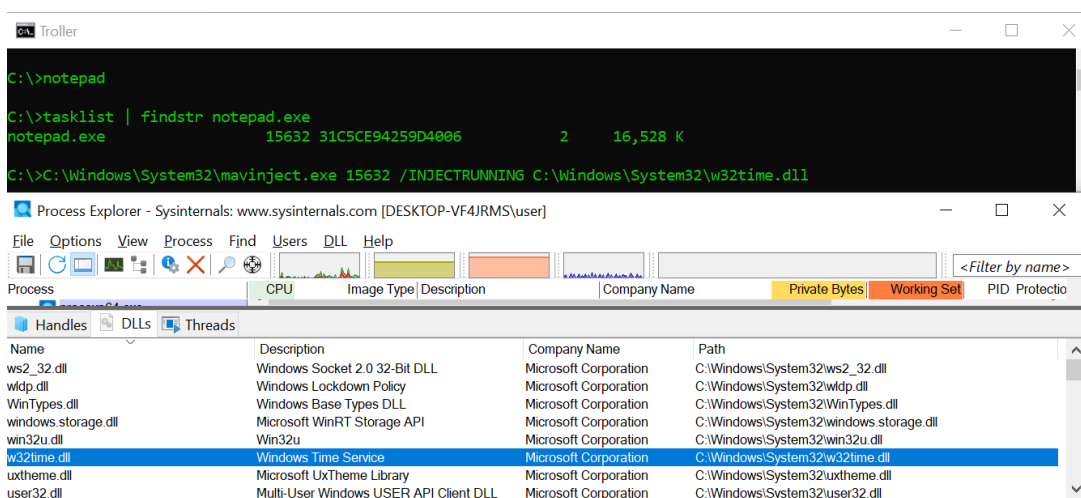 Troller
C:\>notepad
C:\>tasklist | findstr notepad.exe
notepad.exe 15632 31C5CE94259D4006 2 16,528 K
C:\>C:\Windows\System32\mavinject.exe 15632 /INJECTRUNNING C:\Windows\System32\w32time.dll
Process Explorer - Sysinternals: www.sysinternals.com [DESKTOP-VF4JRMS\user]
File Options View Process Find Users DLL Help
<Filter by name>
Process CPU Image Type Description Company Name Private Bytes Working Set PID Protectio
Handles DLLs Threads
Name Description Company Name Path
ws2_32.dll Windows Socket 2.0 32-Bit DLL Microsoft Corporation C:\Windows\System32\ws2_32.dll
wldp.dll Windows Lockdown Policy Microsoft Corporation C:\Windows\System32\wldp.dll
WinTypes.dll Windows Base Types DLL Microsoft Corporation C:\Windows\System32\WinTypes.dll
windows.storage.dll Microsoft WinRT Storage API Microsoft Corporation C:\Windows\System32\windows.storage.dll
win32u.dll Win32u Microsoft Corporation C:\Windows\System32\win32u.dll
w32time.dll Windows Time Service Microsoft Corporation C:\Windows\System32\w32time.dll
uxtheme.dll Microsoft UxTheme Library Microsoft Corporation C:\Windows\System32\uxtheme.dll
user32.dll Multi-User Windows USER API Client DLL Microsoft Corporation C:\Windows\System32\user32.dll